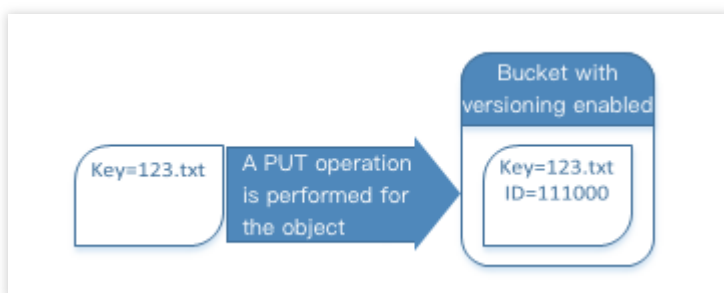 Key=123.txt
A PUT operation
is performed for
the object
Bucket with
versioning enabled
Key=123.txt
ID=111000